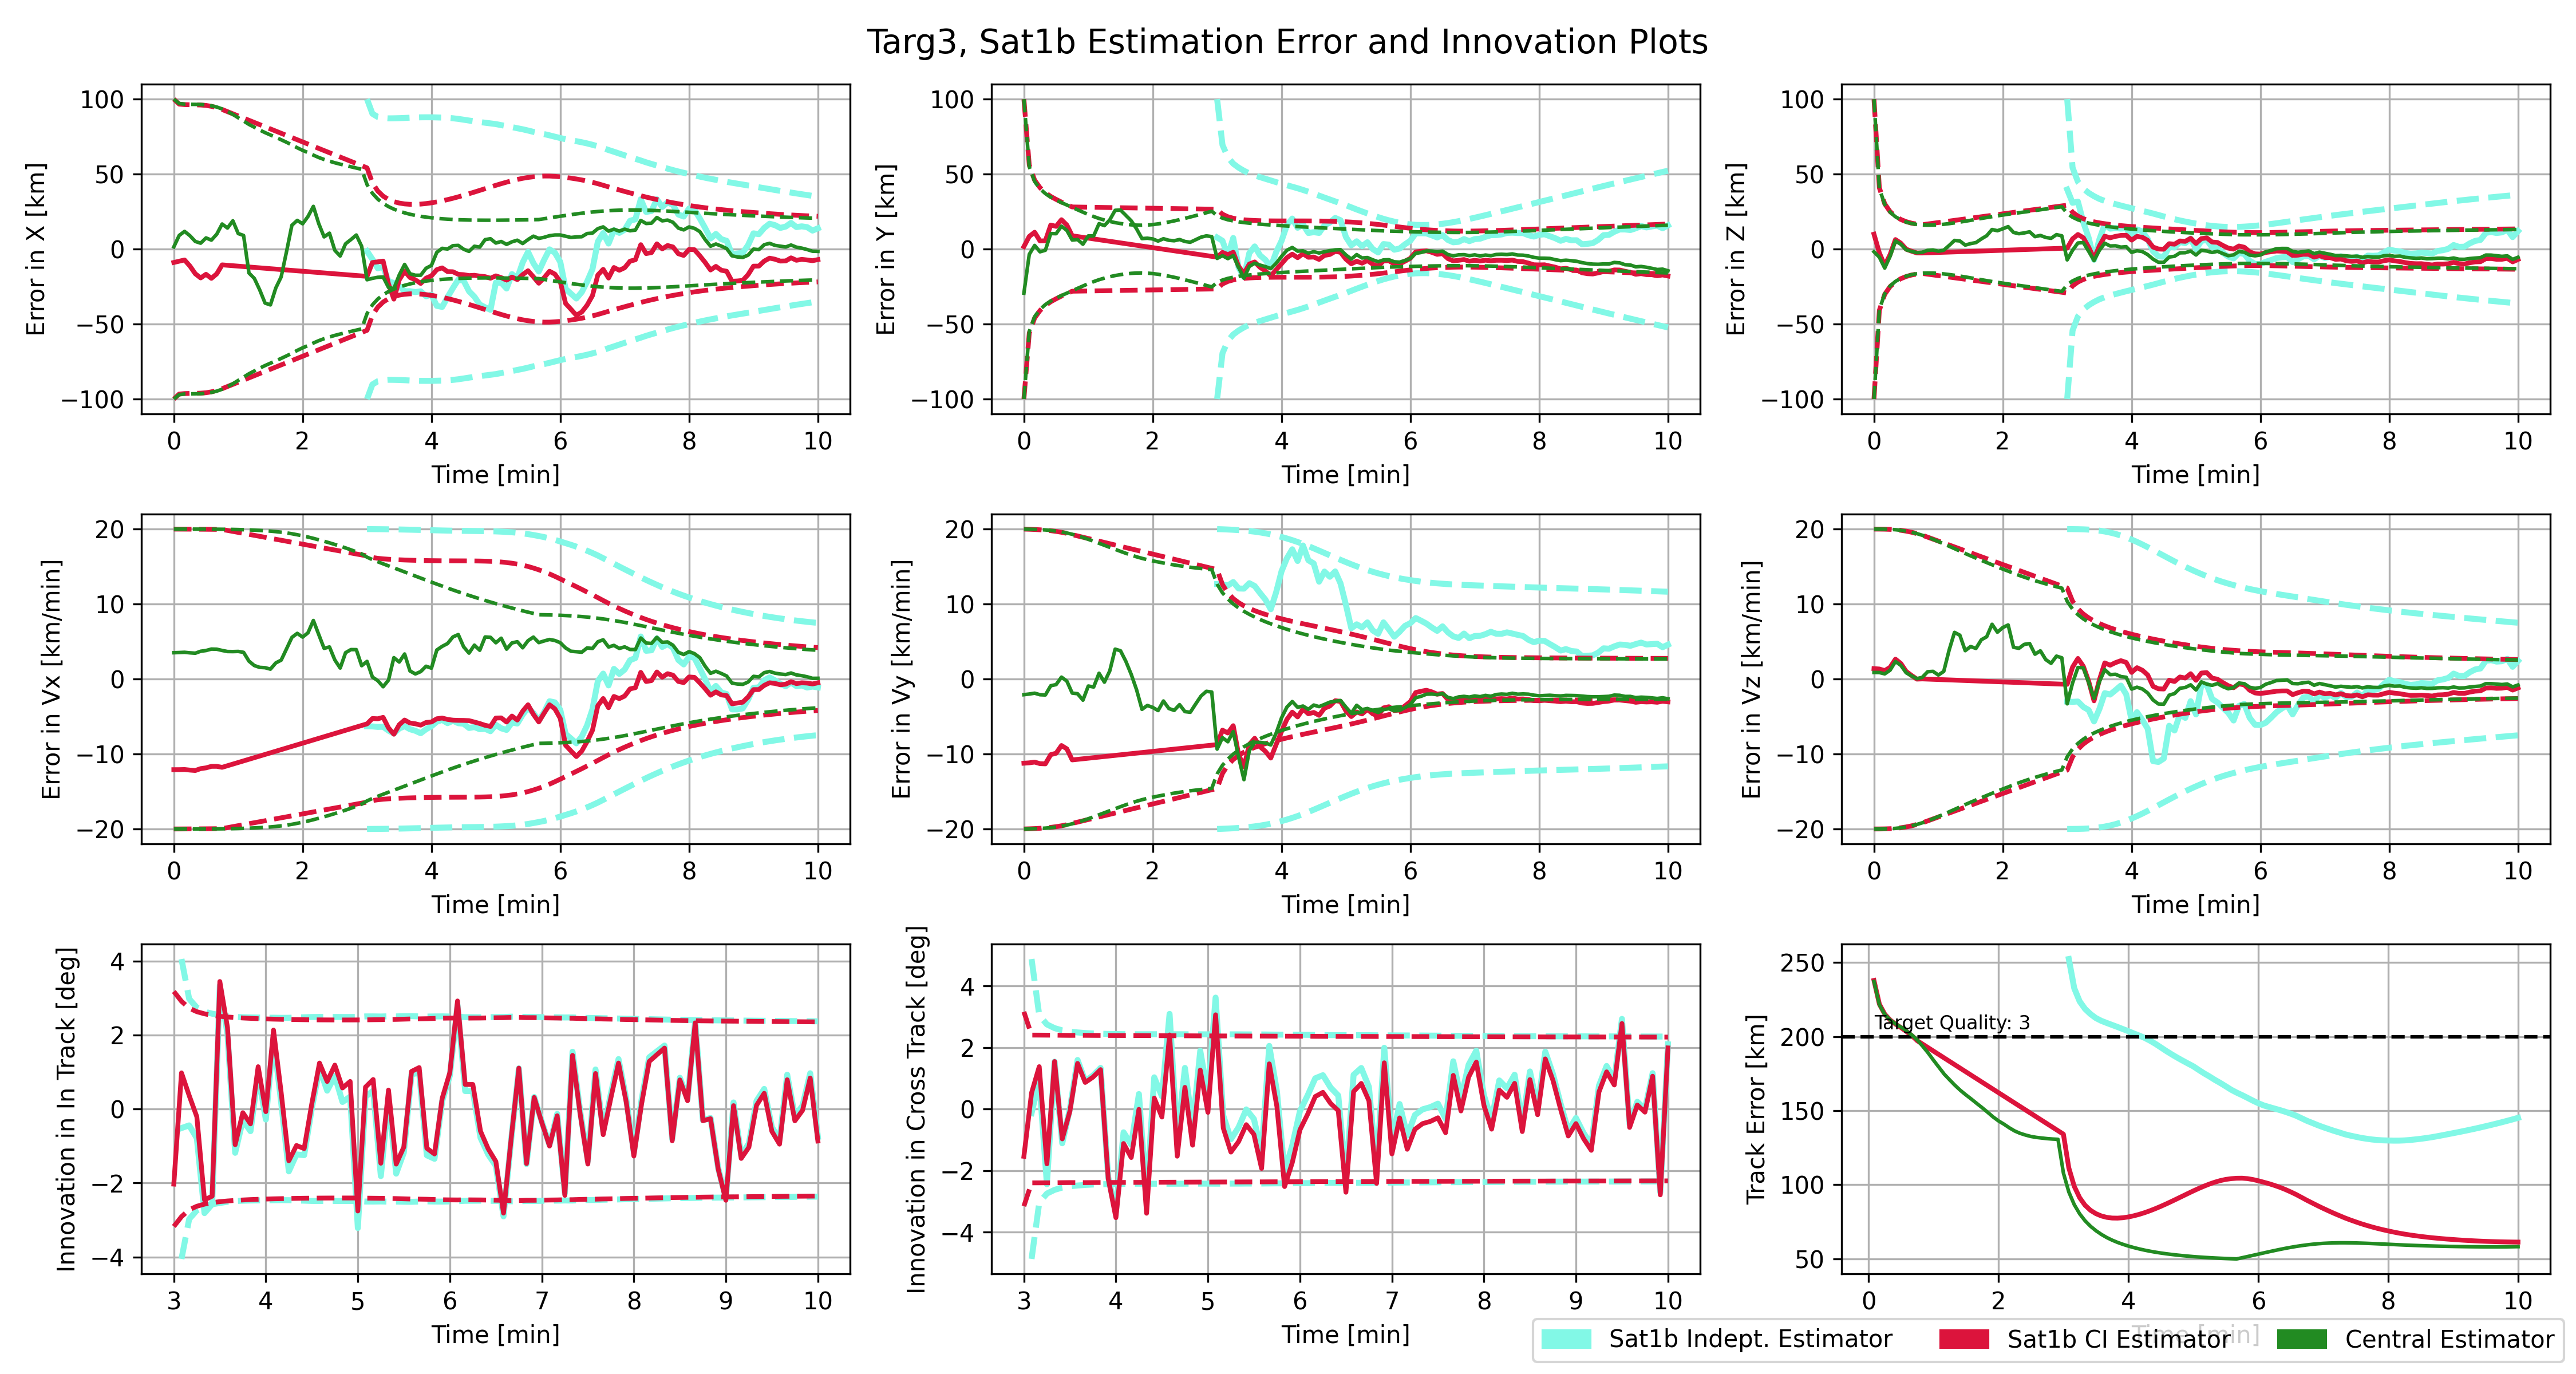 Targ3, Sat1b Estimation Error and Innovation Plots
Error in X [km]
100
50
0
−50
−100
0 2 4 6 8 10
Time [min]
Error in Y [km]
100
50
0
−50
−100
0 2 4 6 8 10
Time [min]
Error in Z [km]
100
50
0
−50
−100
0 2 4 6 8 10
Time [min]
Error in Vx [km/min]
20
10
0
−10
−20
0 2 4 6 8 10
Time [min]
Error in Vy [km/min]
20
10
0
−10
−20
0 2 4 6 8 10
Time [min]
Error in Vz [km/min]
20
10
0
−10
−20
0 2 4 6 8 10
Time [min]
Innovation in In Track [deg]
4
2
0
−2
−4
3 4 5 6 7 8 9 10
Time [min]
Innovation in Cross Track [deg]
4
2
0
−2
−4
3 4 5 6 7 8 9 10
Time [min]
Track Error [km]
250
200
150
100
50
Target Quality: 3
0 2 4 6 8 10
Time [min]
Sat1b Indept. Estimator
Sat1b CI Estimator
Central Estimator